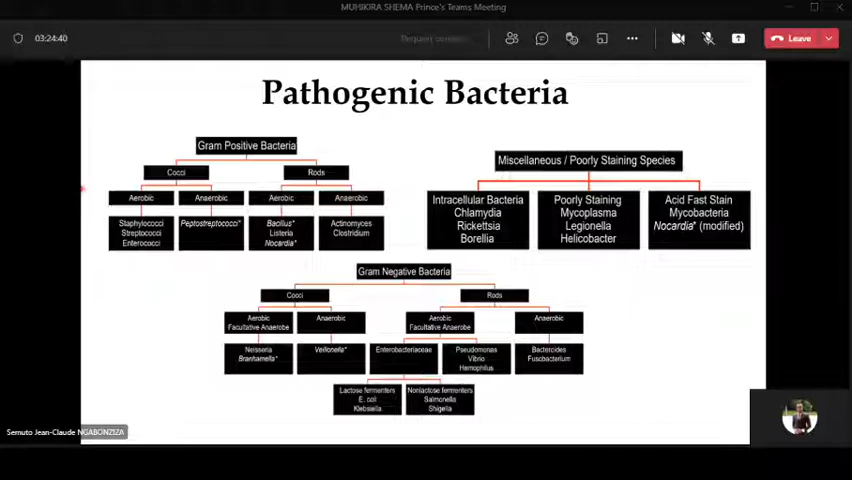 MUHIKIRA SHEMA Prince's Teams Meeting
03:24:40
Leave
Pathogenic Bacteria
Gram Positive Bacteria
Cocci
Rods
Aerobic
Anaerobic
Aerobic
Anaerobic
Staphylococci
Streptococci
Enterococci
Peptostreptococci*
Bacillus*
Listeria
Nocardia*
Actinomyces
Clostridium
Miscellaneous / Poorly Staining Species
Intracellular Bacteria
Chlamydia
Rickettsia
Borellia
Poorly Staining
Mycoplasma
Legionella
Helicobacter
Acid Fast Stain
Mycobacteria
Nocardia* (modified)
Gram Negative Bacteria
Cocci
Rods
Aerobic
Facultative Anaerobe
Anaerobic
Aerobic
Facultative Anaerobe
Anaerobic
Neisseria
Branhamella*
Veillonella*
Enterobacteriaceae
Pseudomonas
Vibrio
Hemophilus
Bacteroides
Fusobacterium
Lactose fermenters
E. coli
Klebsiella
Nonlactose fermenters
Salmonella
Shigella
Semuto Jean-Claude NGABONZIZA